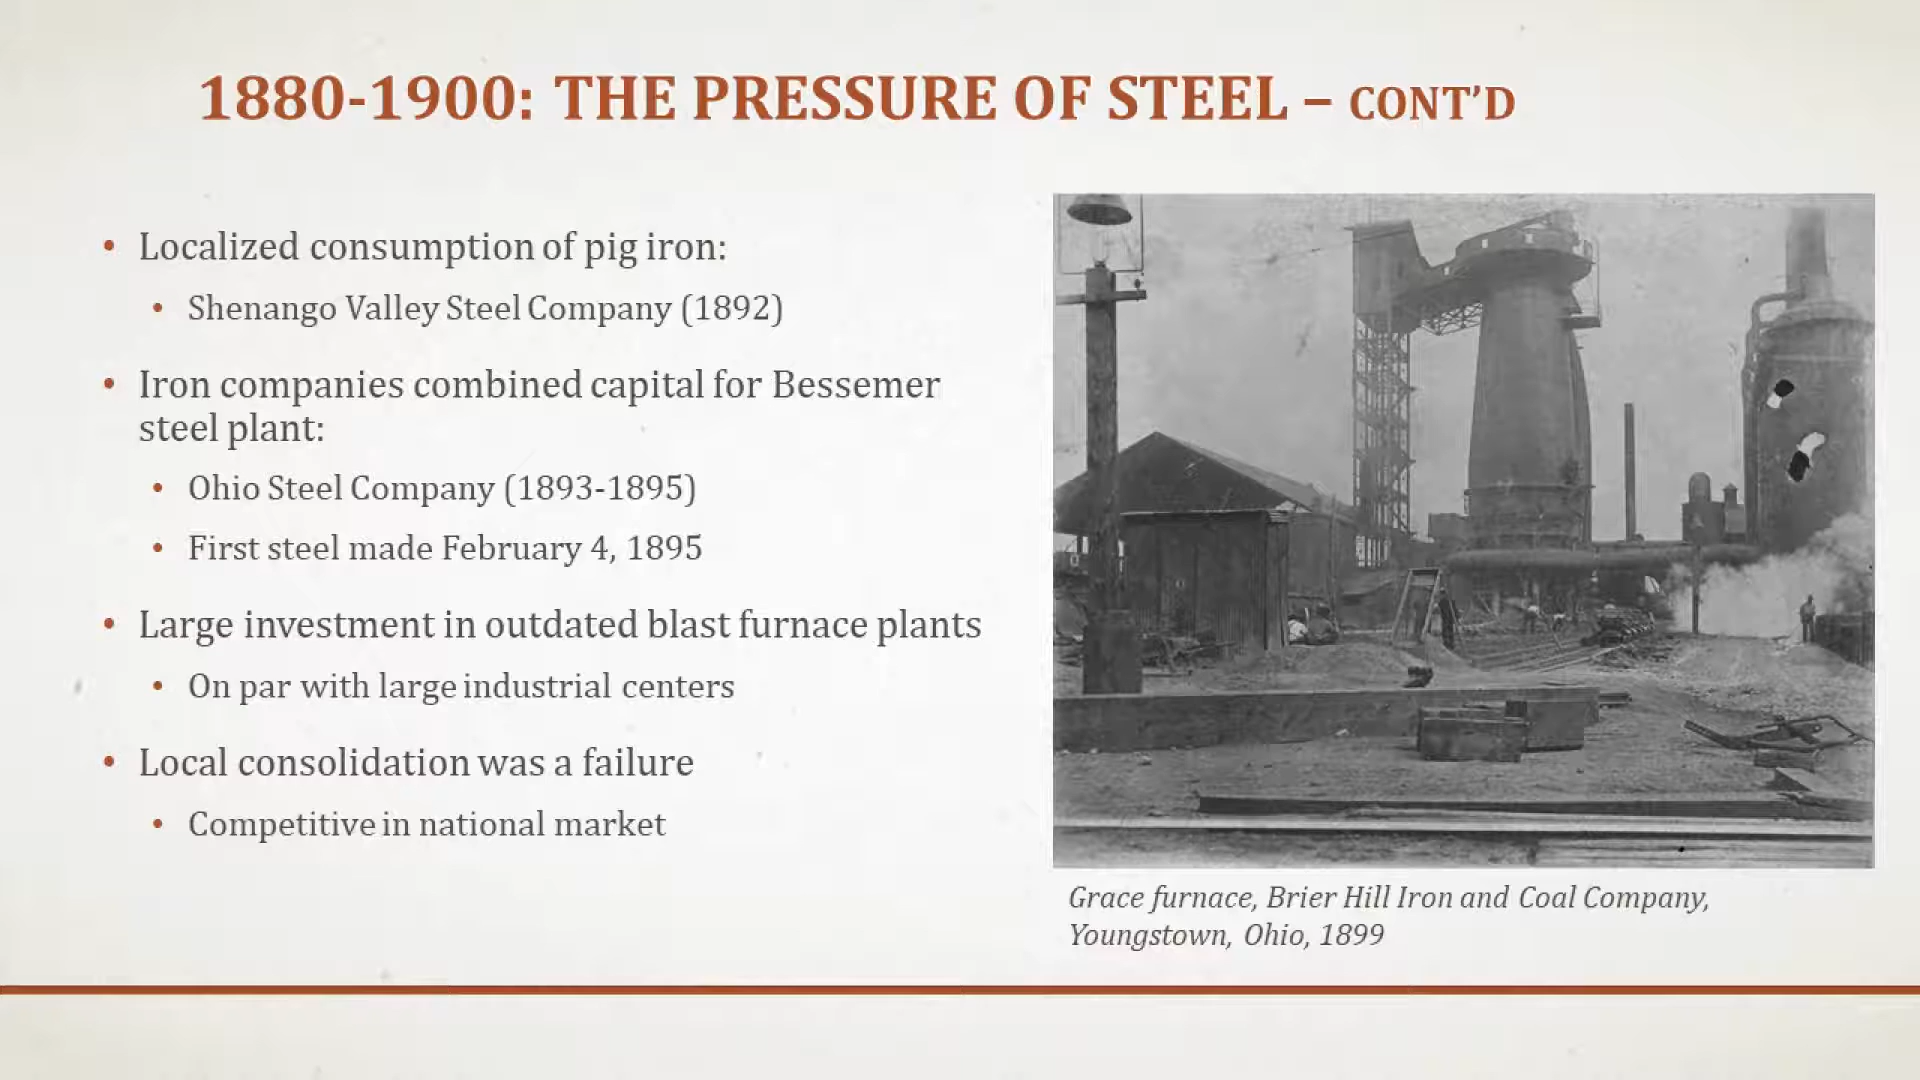 1880-1900: THE PRESSURE OF STEEL – CONT’D
• Localized consumption of pig iron:
• Shenango Valley Steel Company (1892)
• Iron companies combined capital for Bessemer
steel plant:
• Ohio Steel Company (1893-1895)
• First steel made February 4, 1895
• Large investment in outdated blast furnace plants
• On par with large industrial centers
• Local consolidation was a failure
• Competitive in national market
Grace furnace, Brier Hill Iron and Coal Company,
Youngstown, Ohio, 1899